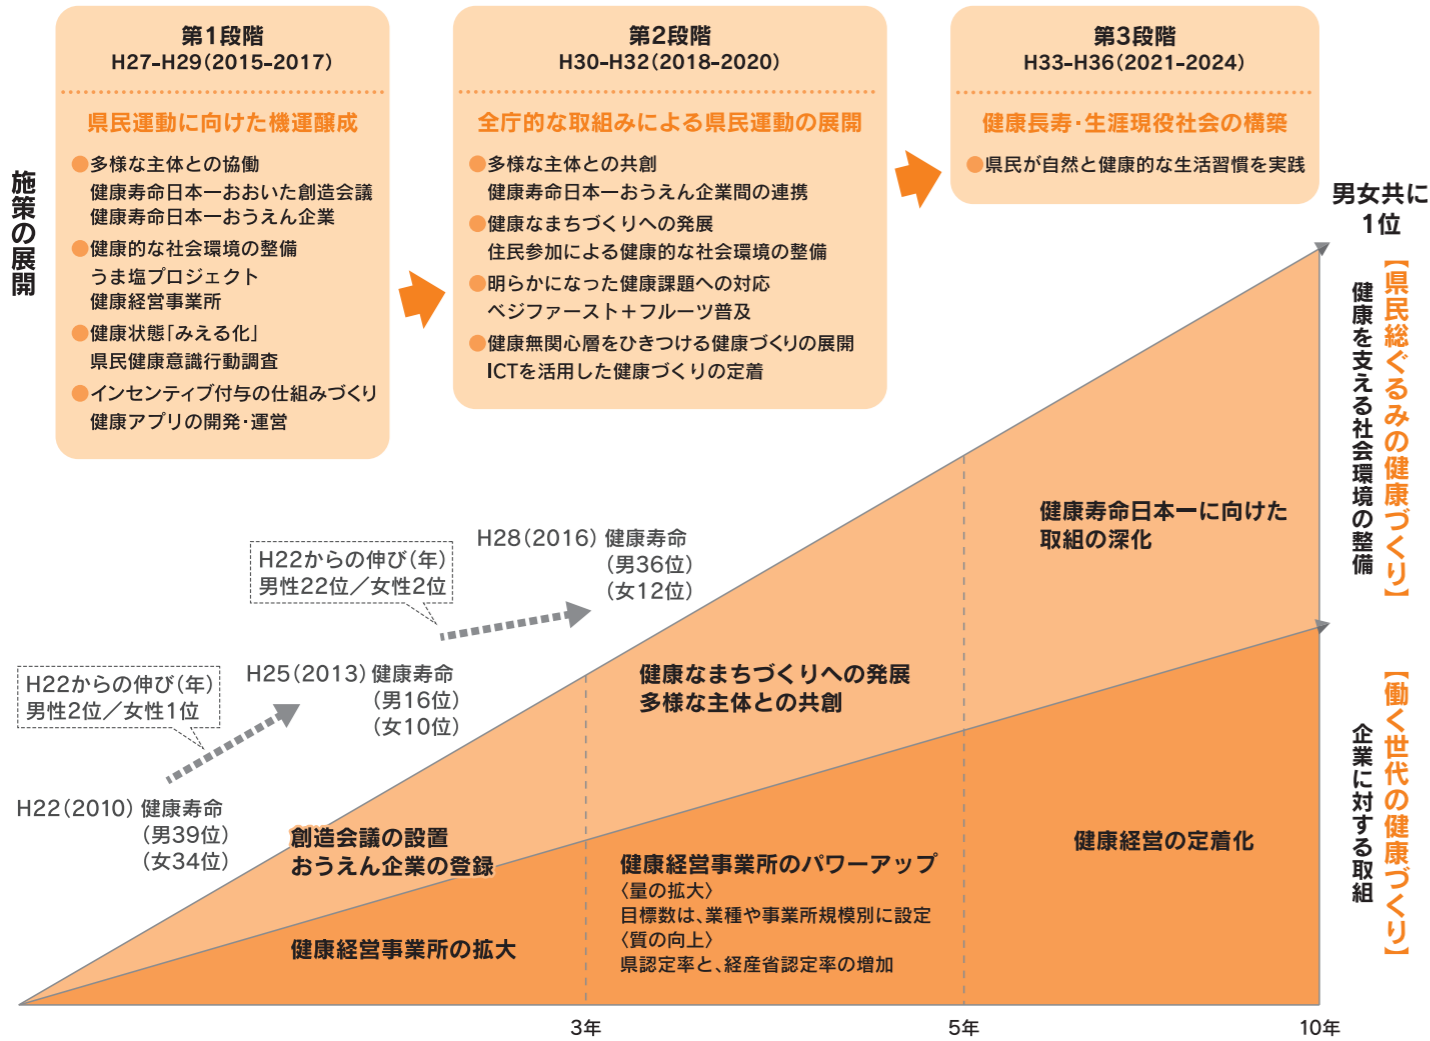 施策の展開
第1段階
H27-H29(2015-2017)
県民運動に向けた機運醸成
●多様な主体との協働
健康寿命日本一おおいた創造会議
健康寿命日本一おうえん企業
●健康的な社会環境の整備
うま塩プロジェクト
健康経営事業所
●健康状態「みえる化」
県民健康意識行動調査
●インセンティブ付与の仕組みづくり
健康アプリの開発・運営
第2段階
H30-H32(2018-2020)
全庁的な取組みによる県民運動の展開
●多様な主体との共創
健康寿命日本一おうえん企業間の連携
●健康なまちづくりへの発展
住民参加による健康的な社会環境の整備
●明らかになった健康課題への対応
ベジファースト＋フルーツ普及
●健康無関心層をひきつける健康づくりの展開
ICTを活用した健康づくりの定着
第3段階
H33-H36(2021-2024)
健康長寿・生涯現役社会の構築
●県民が自然と健康的な生活習慣を実践
男女共に
1位
【県民総ぐるみの健康づくり】
健康を支える社会環境の整備
【働く世代の健康づくり】
企業に対する取組
H22からの伸び(年)
男性2位／女性1位
H22(2010) 健康寿命
(男39位)
(女34位)
H25(2013) 健康寿命
(男16位)
(女10位)
H22からの伸び(年)
男性22位／女性2位
H28(2016) 健康寿命
(男36位)
(女12位)
創造会議の設置
おうえん企業の登録
健康経営事業所の拡大
健康なまちづくりへの発展
多様な主体との共創
健康経営事業所のパワーアップ
〈量の拡大〉
目標数は、業種や事業所規模別に設定
〈質の向上〉
県認定率と、経産省認定率の増加
健康寿命日本一に向けた
取組の深化
健康経営の定着化
3年
5年
10年